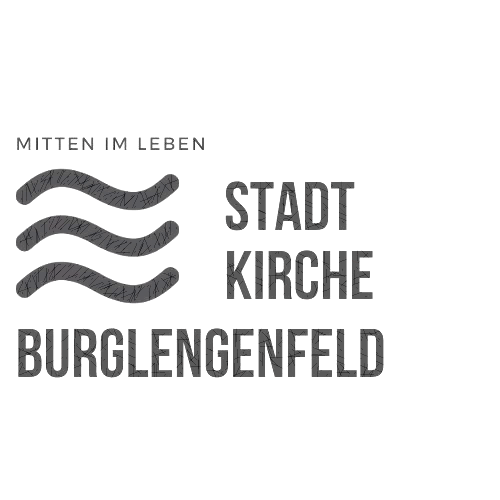 MITTEN IM LEBEN
STADT
KIRCHE
BURGLENGENFELD